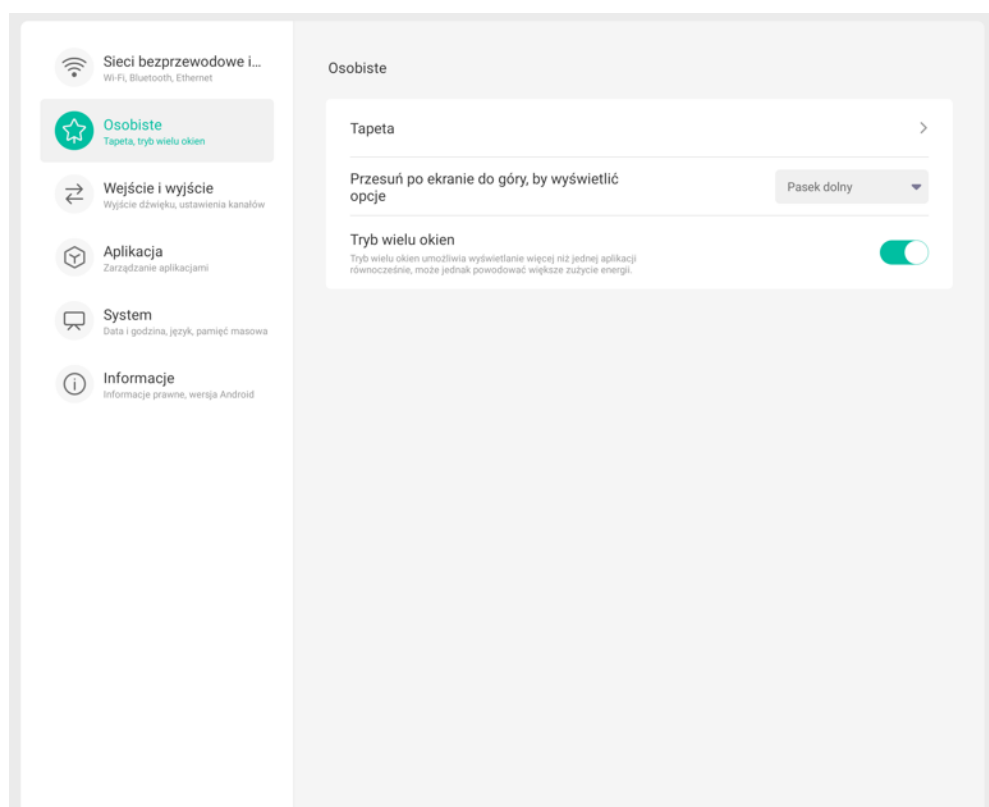 Sieci bezprzewodowe i...
Wi-Fi, Bluetooth, Ethernet
Osobiste
Tapeta, tryb wielu okien
Wejście i wyjście
Wyjście dźwięku, ustawienia kanałów
Aplikacja
Zarządzanie aplikacjami
System
Data i godzina, język, pamięć masowa
Informacje
Informacje prawne, wersja Android
Osobiste
Tapeta
Przesuń po ekranie do góry, by wyświetlić
opcje
Pasek dolny
Tryb wielu okien
Tryb wielu okien umożliwia wyświetlanie więcej niż jednej aplikacji
równocześnie, może jednak powodować większe zużycie energii.